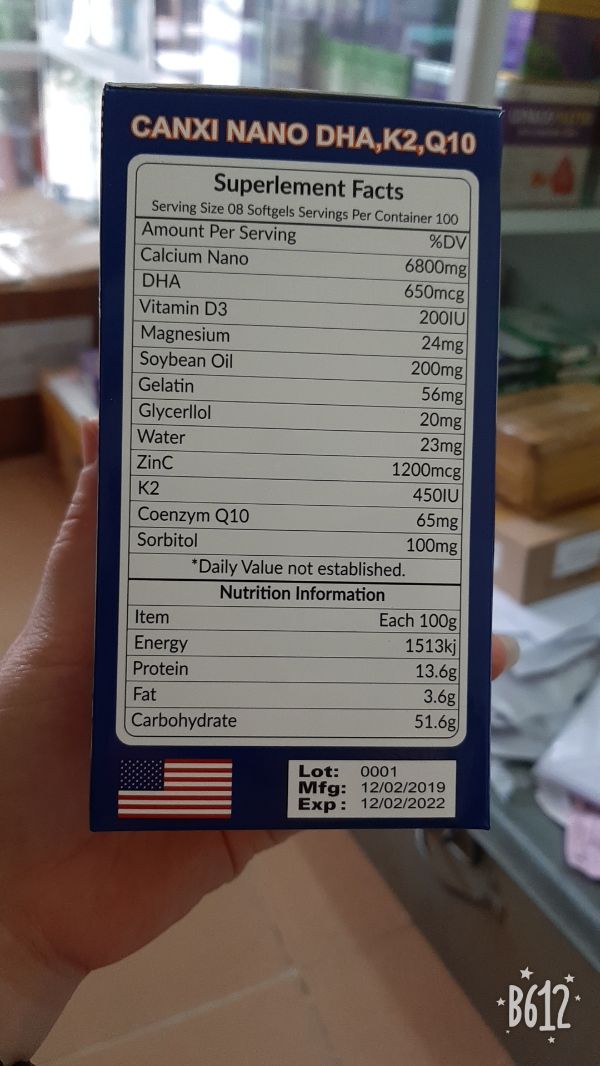 CANXI NANO DHA,K2,Q10
Superlement Facts
Serving Size 08 Softgels Servings Per Container 100
Amount Per Serving %DV
Calcium Nano 6800mg
DHA 650mcg
Vitamin D3 200IU
Magnesium 24mg
Soybean Oil 200mg
Gelatin 56mg
Glycerllol 20mg
Water 23mg
ZinC 1200mcg
K2 450IU
Coenzym Q10 65mg
Sorbitol 100mg
*Daily Value not established.
Nutrition Information
Item Each 100g
Energy 1513kj
Protein 13.6g
Fat 3.6g
Carbohydrate 51.6g
Lot: 0001
Mfg: 12/02/2019
Exp : 12/02/2022
B612